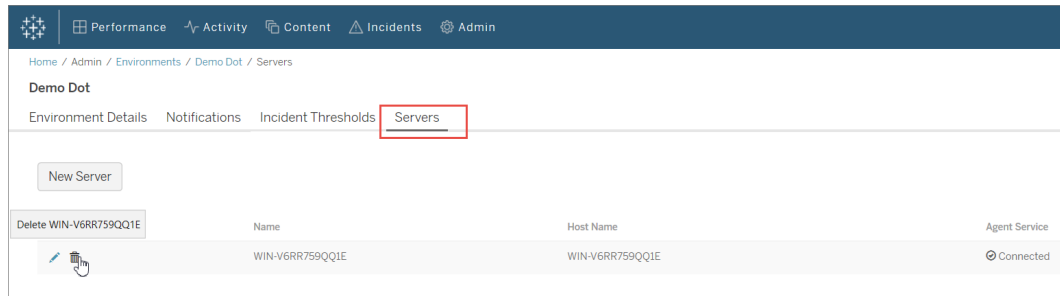 Performance Activity Content Incidents Admin
Home / Admin / Environments / Demo Dot / Servers
Demo Dot
Environment Details Notifications Incident Thresholds Servers
New Server
Delete WIN-V6RR759QQ1E
Name Host Name Agent Service
WIN-V6RR759QQ1E WIN-V6RR759QQ1E Connected